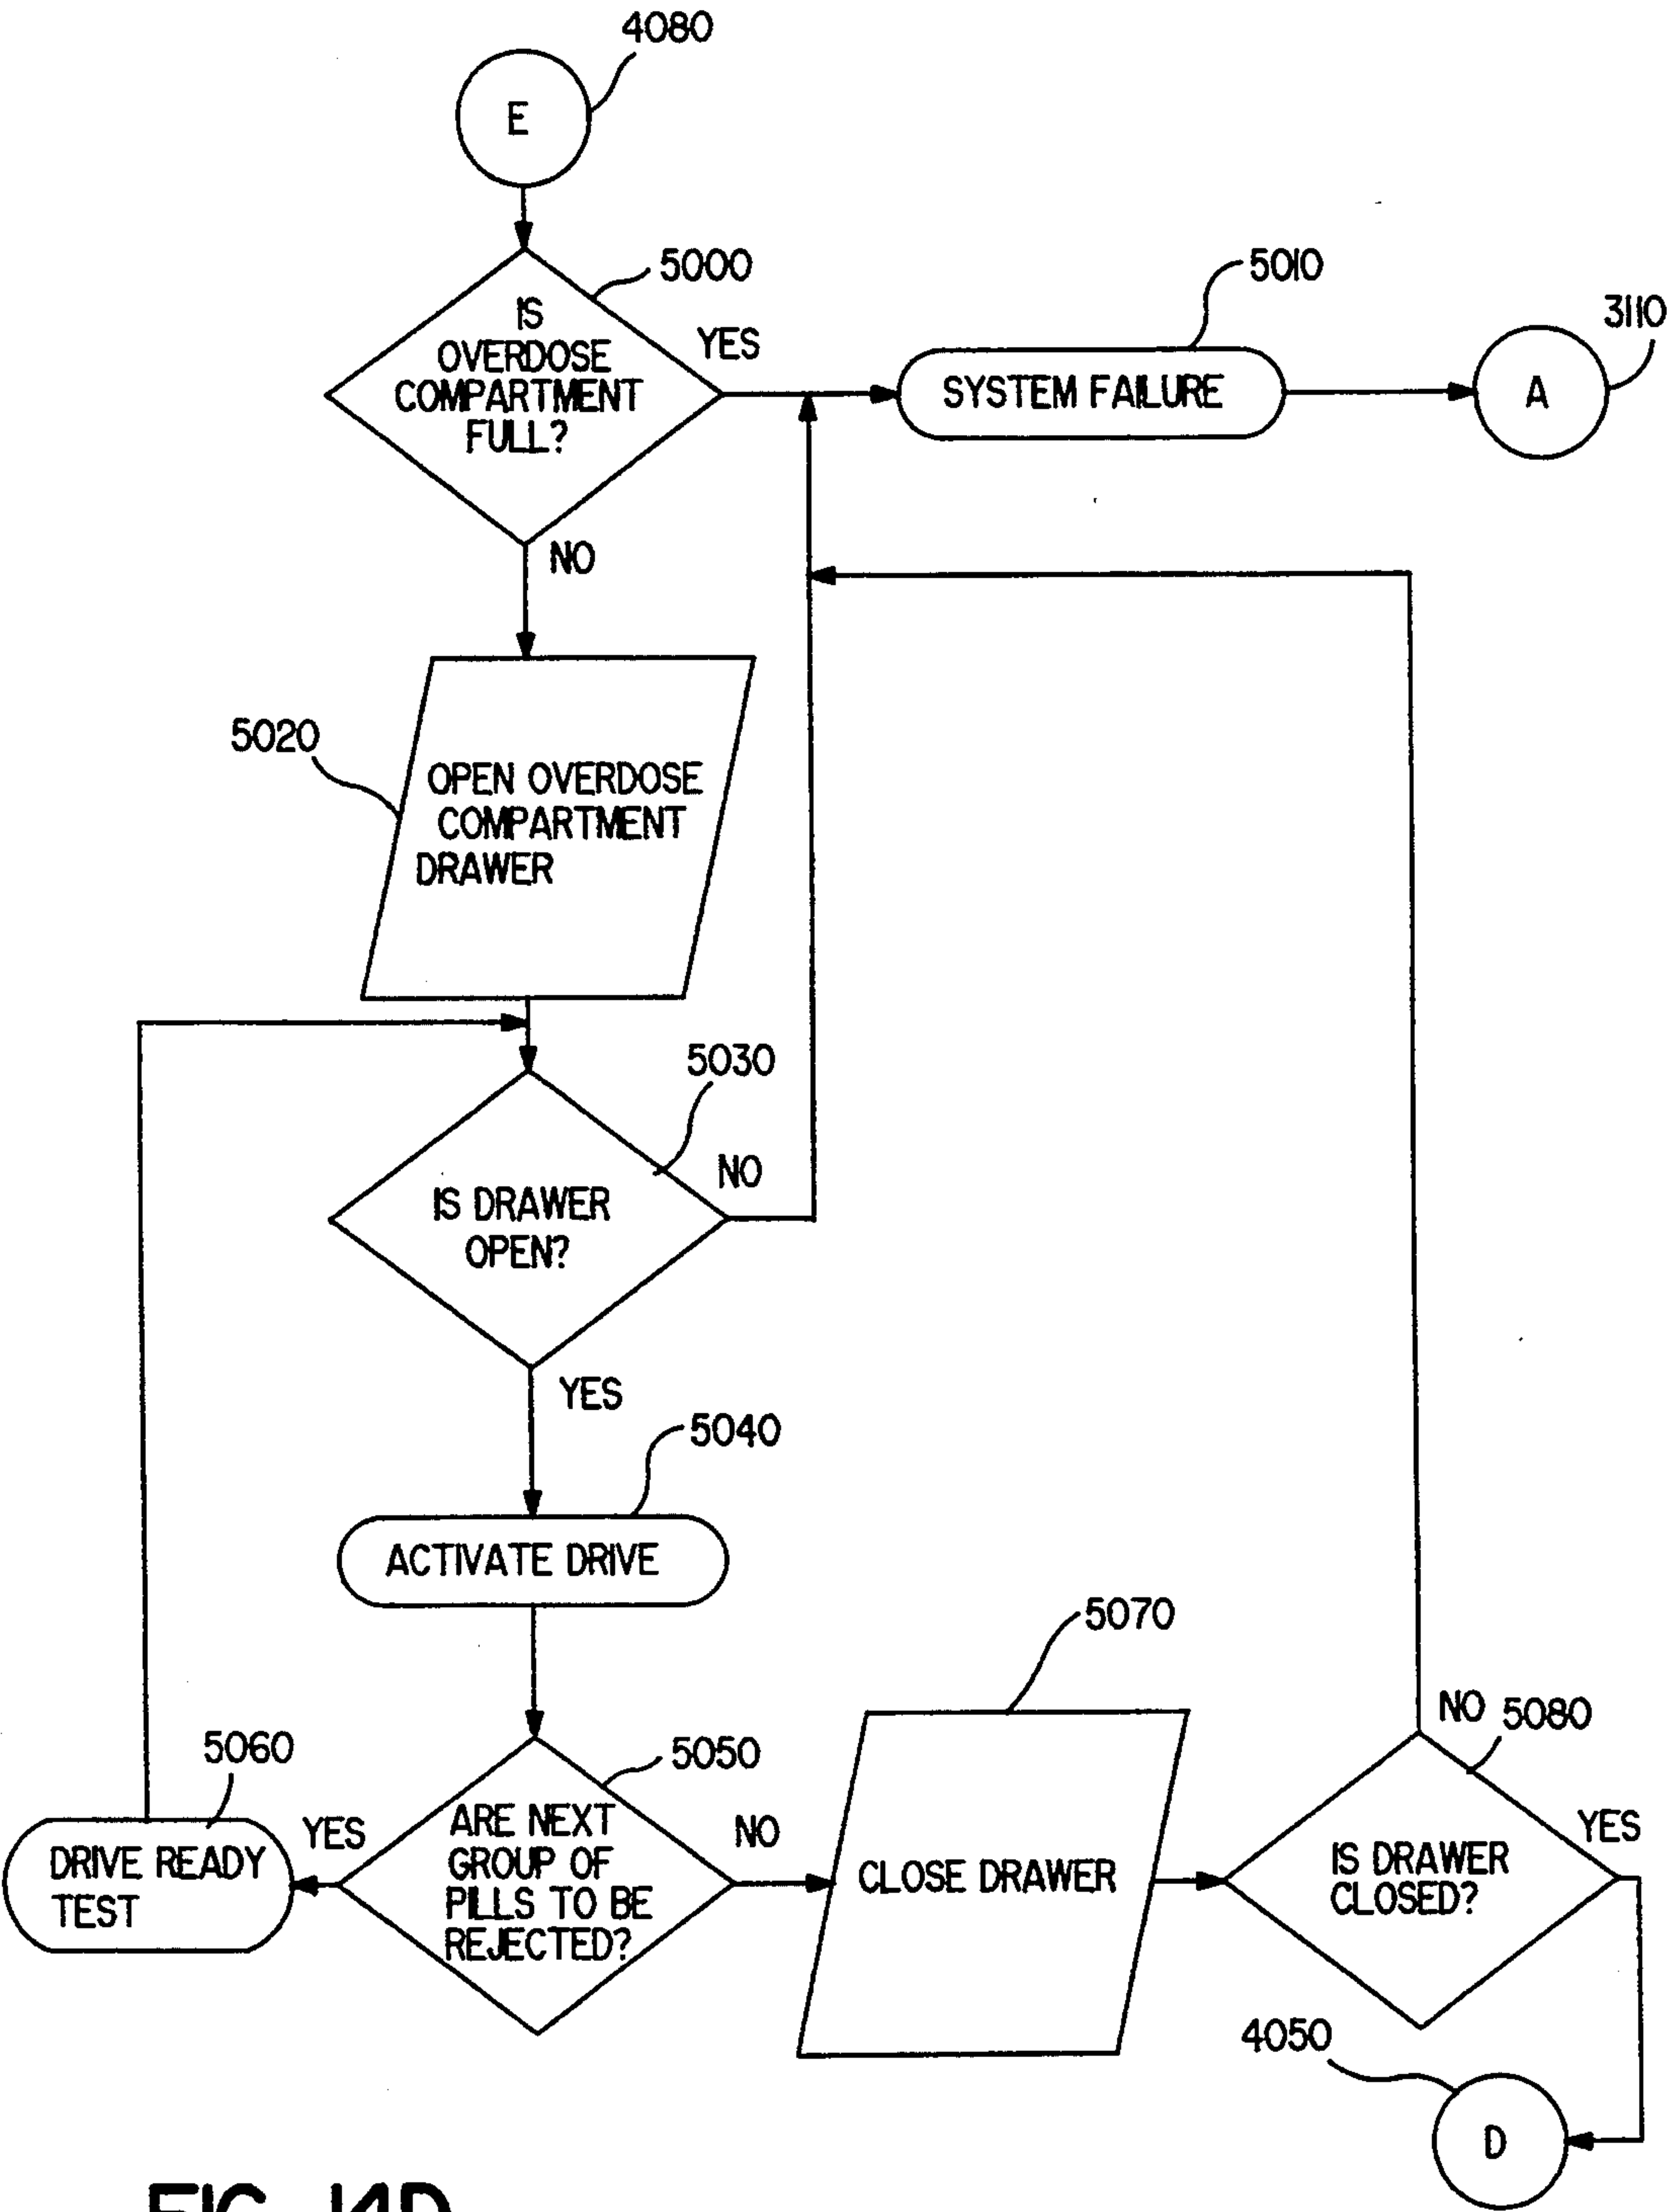 4080
E
5000
IS
OVERDOSE
COMPARTMENT
FULL?
YES
5010
SYSTEM FAILURE
3110
A
NO
5020
OPEN OVERDOSE
COMPARTMENT
DRAWER
5030
IS DRAWER
OPEN?
NO
YES
5040
ACTIVATE DRIVE
5060
DRIVE READY
TEST
YES
5050
ARE NEXT
GROUP OF
PILLS TO BE
REJECTED?
NO
5070
CLOSE DRAWER
NO
5080
IS DRAWER
CLOSED?
YES
4050
D
FIG. 14D